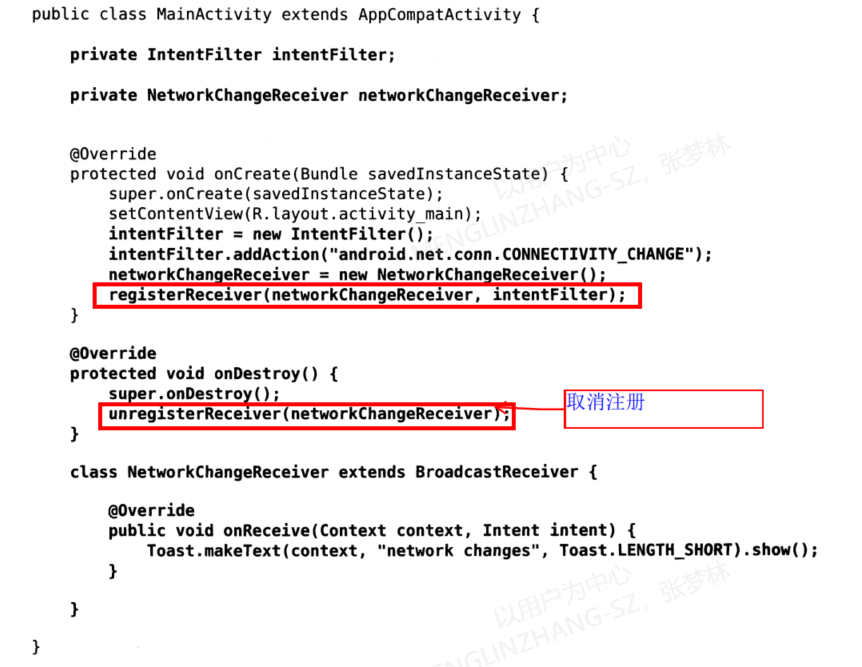 public class MainActivity extends AppCompatActivity {
private IntentFilter intentFilter;
private NetworkChangeReceiver networkChangeReceiver;
@Override
protected void onCreate(Bundle savedInstanceState) {
super.onCreate(savedInstanceState);
setContentView(R.layout.activity_main);
intentFilter = new IntentFilter();
intentFilter.addAction("android.net.conn.CONNECTIVITY_CHANGE");
networkChangeReceiver = new NetworkChangeReceiver();
registerReceiver(networkChangeReceiver, intentFilter);
}
以用户为中心
MENGLINZHANG-SZ, 张梦林
@Override
protected void onDestroy() {
super.onDestroy();
unregisterReceiver(networkChangeReceiver);
取消注册
}
class NetworkChangeReceiver extends BroadcastReceiver {
@Override
public void onReceive(Context context, Intent intent) {
Toast.makeText(context, "network changes", Toast.LENGTH_SHORT).show();
}
}
以用户为中心
MENGLINZHANG-SZ, 张梦林
}